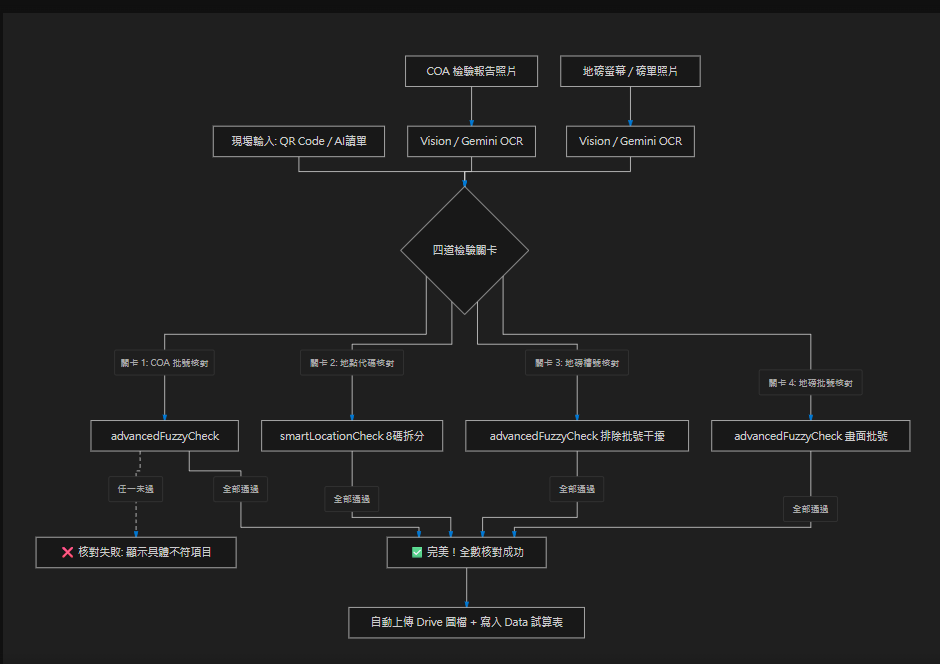 COA 檢驗報告照片
地磅螢幕 / 磅單照片
現場輸入: QR Code / AI讀單
Vision / Gemini OCR
Vision / Gemini OCR
四道檢驗關卡
關卡 1: COA 批號核對
關卡 2: 地點代碼核對
關卡 3: 地磅槽號核對
關卡 4: 地磅批號核對
advancedFuzzyCheck
smartLocationCheck 8碼拆分
advancedFuzzyCheck 排除批號干擾
advancedFuzzyCheck 畫面批號
任一未過
全部通過
全部通過
全部通過
全部通過
❌ 核對失敗: 顯示具體不符項目
✅ 完美！全數核對成功
自動上傳 Drive 圖檔 + 寫入 Data 試算表